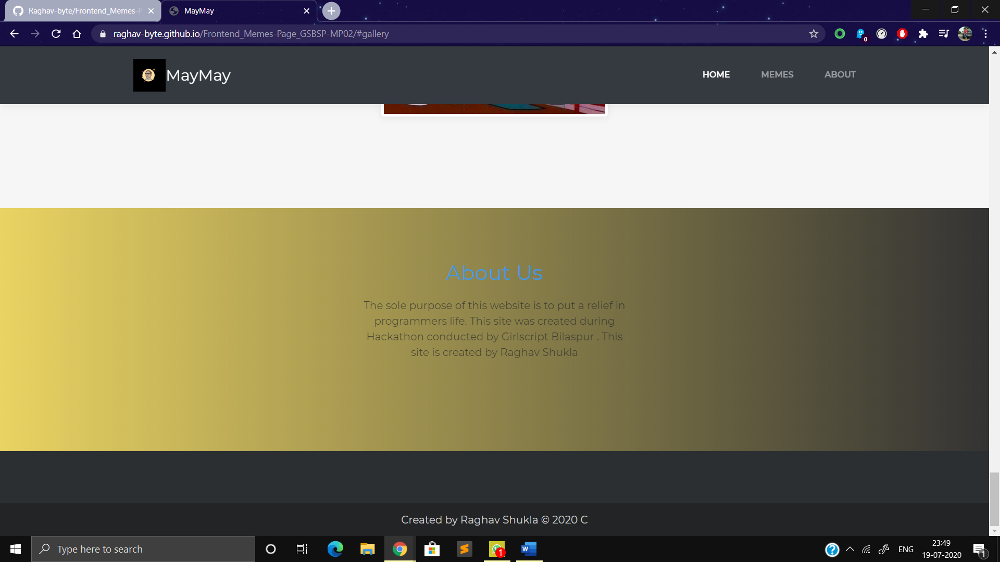 Raghav-byte/Frontend_Memes-P
MayMay
raghav-byte.github.io/Frontend_Memes-Page_GSBSP-MP02/#gallery
0
MayMay
HOME
MEMES
ABOUT
About Us
The sole purpose of this website is to put a relief in
programmers life. This site was created during
Hackathon conducted by Girlscript Bilaspur . This
site is created by Raghav Shukla
Created by Raghav Shukla © 2020 C
Type here to search
1
W
?
ENG
23:49
19-07-2020
1